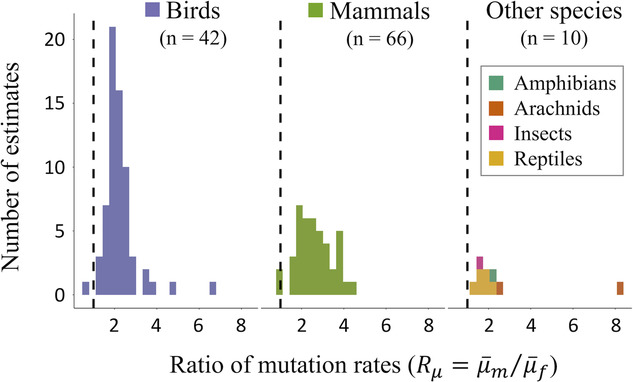 Birds
(n = 42)
Mammals
(n = 66)
Other species
(n = 10)
Amphibians
Arachnids
Insects
Reptiles
Number of estimates
20
15
10
5
0
2 4 6 8
2 4 6 8
2 4 6 8
Ratio of mutation rates (Rμ = μ̄m/μ̄f)